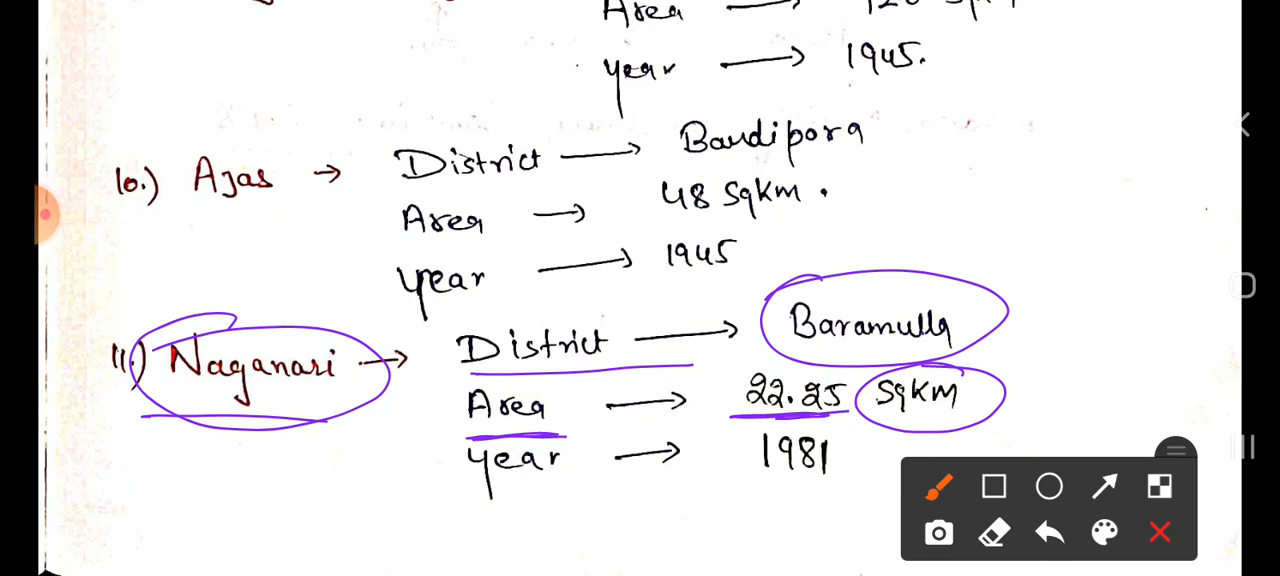 Area →
year → 1945.
10.) Ajas → District → Bandipora
Area → 48 SqKm.
year → 1945
11.) Naganari → District → Baramulla
Area → 22.25 SqKm
year → 1981